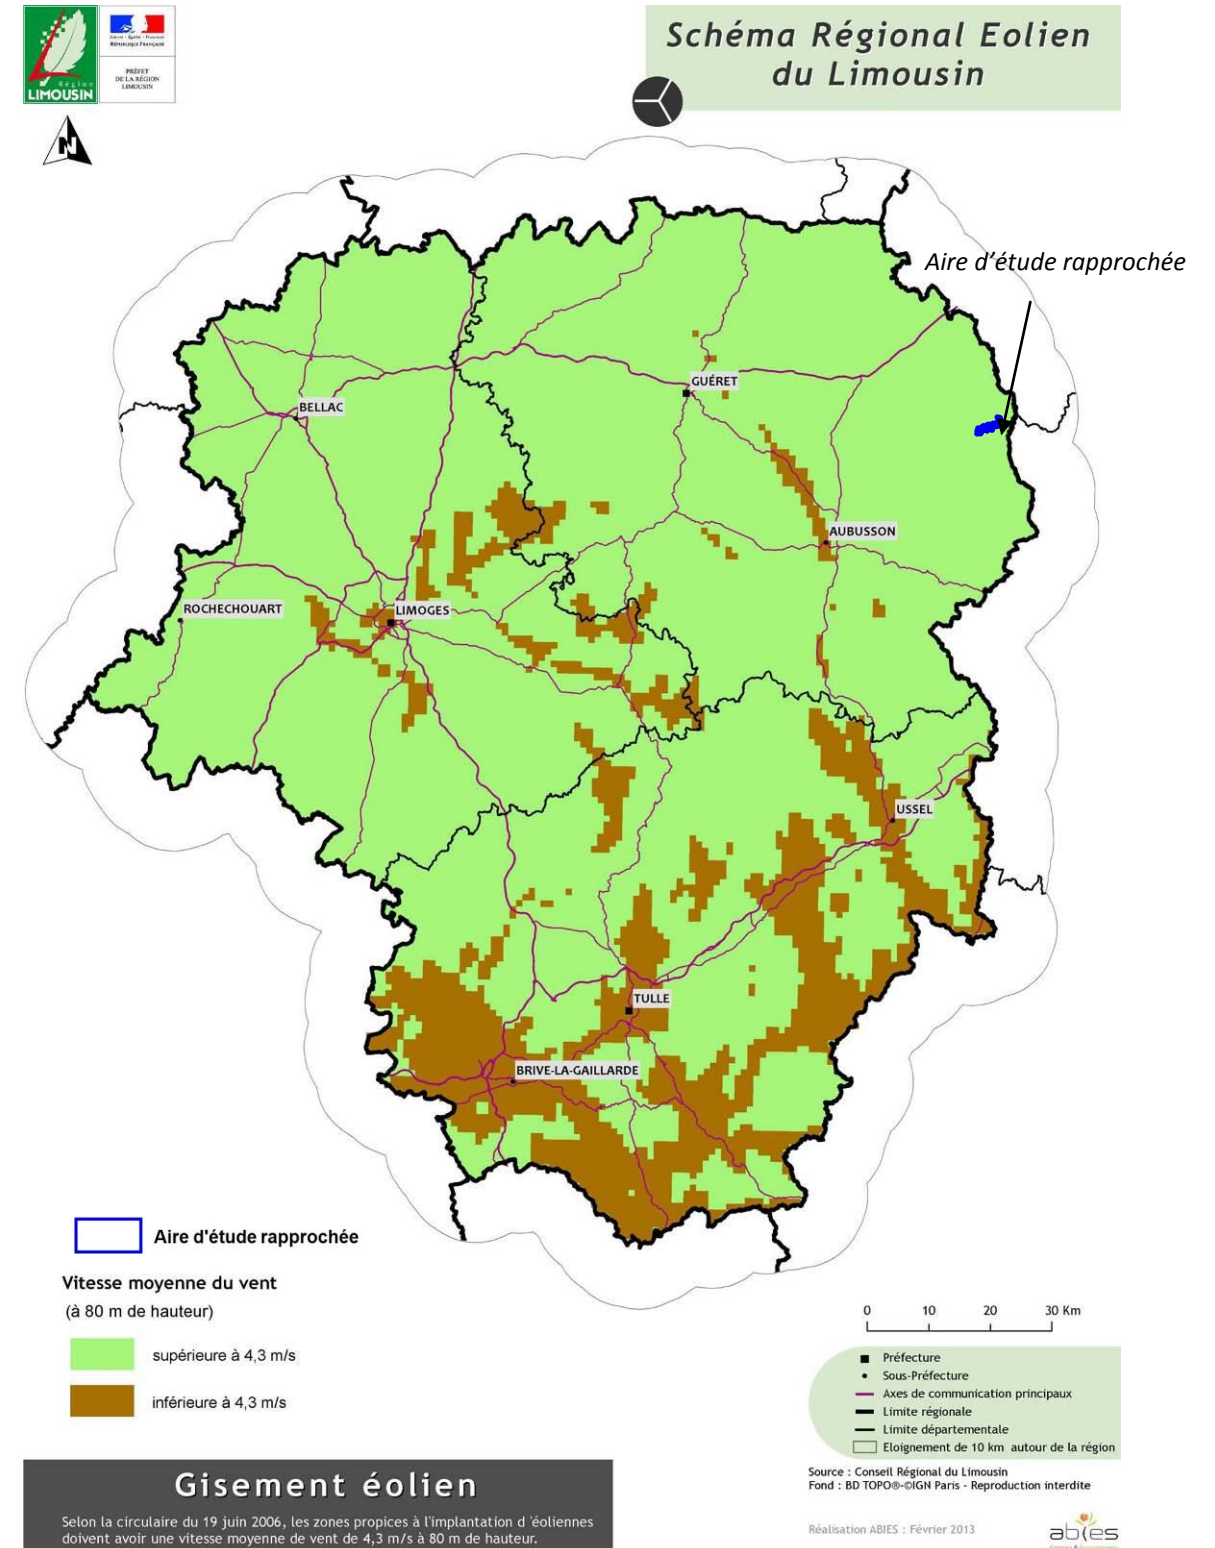 Région
LIMOUSIN
Liberté • Égalité • Fraternité
RÉPUBLIQUE FRANÇAISE
PRÉFET
DE LA RÉGION
LIMOUSIN
Schéma Régional Eolien
du Limousin
N
Aire d'étude rapprochée
GUÉRET
BELLAC
AUBUSSON
ROCHECHOUART
LIMOGES
USSEL
TULLE
BRIVE-LA-GAILLARDE
Aire d'étude rapprochée
Vitesse moyenne du vent
(à 80 m de hauteur)
supérieure à 4,3 m/s
inférieure à 4,3 m/s
0 10 20 30 Km
Préfecture
Sous-Préfecture
Axes de communication principaux
Limite régionale
Limite départementale
Eloignement de 10 km autour de la région
Source : Conseil Régional du Limousin
Fond : BD TOPO®-©IGN Paris - Reproduction interdite
Gisement éolien
Selon la circulaire du 19 juin 2006, les zones propices à l'implantation d 'éoliennes
doivent avoir une vitesse moyenne de vent de 4,3 m/s à 80 m de hauteur.
Réalisation ABIES : Février 2013
abies